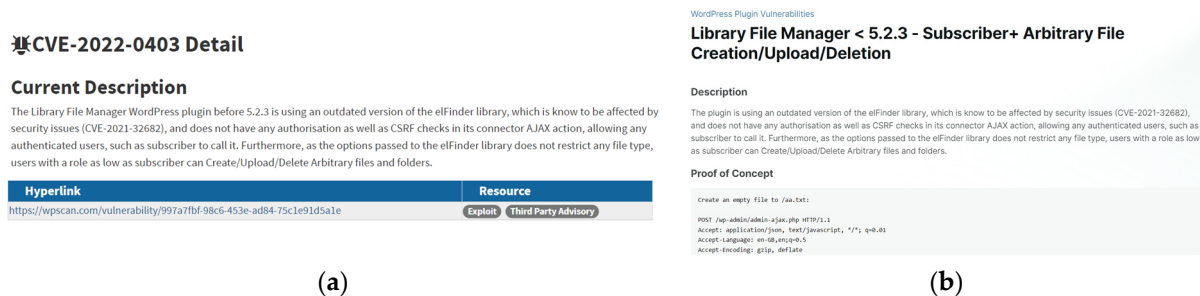 CVE-2022-0403 Detail
Current Description
The Library File Manager WordPress plugin before 5.2.3 is using an outdated version of the elFinder library, which is know to be affected by
security issues (CVE-2021-32682), and does not have any authorisation as well as CSRF checks in its connector AJAX action, allowing any
authenticated users, such as subscriber to call it. Furthermore, as the options passed to the elFinder library does not restrict any file type,
users with a role as low as subscriber can Create/Upload/Delete Arbitrary files and folders.
Hyperlink Resource
https://wpscan.com/vulnerability/997a7fbf-98c6-453e-ad84-75c1e91d5a1e Exploit Third Party Advisory
(a)
WordPress Plugin Vulnerabilities
Library File Manager < 5.2.3 - Subscriber+ Arbitrary File
Creation/Upload/Deletion
Description
The plugin is using an outdated version of the elFinder library, which is know to be affected by security issues (CVE-2021-32682),
and does not have any authorisation as well as CSRF checks in its connector AJAX action, allowing any authenticated users, such as
subscriber to call it. Furthermore, as the options passed to the elFinder library does not restrict any file type, users with a role as low
as subscriber can Create/Upload/Delete Arbitrary files and folders.
Proof of Concept
Create an empty file to /aa.txt:
POST /wp-admin/admin-ajax.php HTTP/1.1
Accept: application/json, text/javascript, */*; q=0.01
Accept-Language: en-GB,en;q=0.5
Accept-Encoding: gzip, deflate
(b)